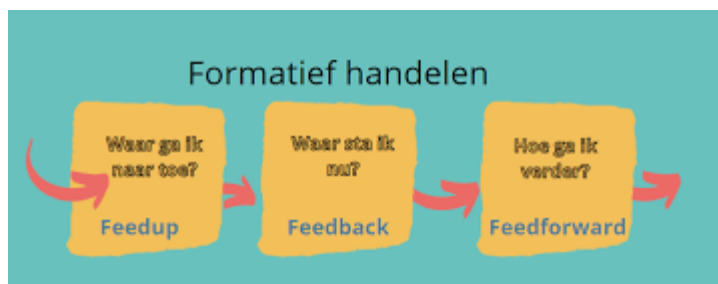 Formatief handelen
Waar ga ik
naar toe?
Feedup
Waar sta ik
nu?
Feedback
Hoe ga ik
verder?
Feedforward